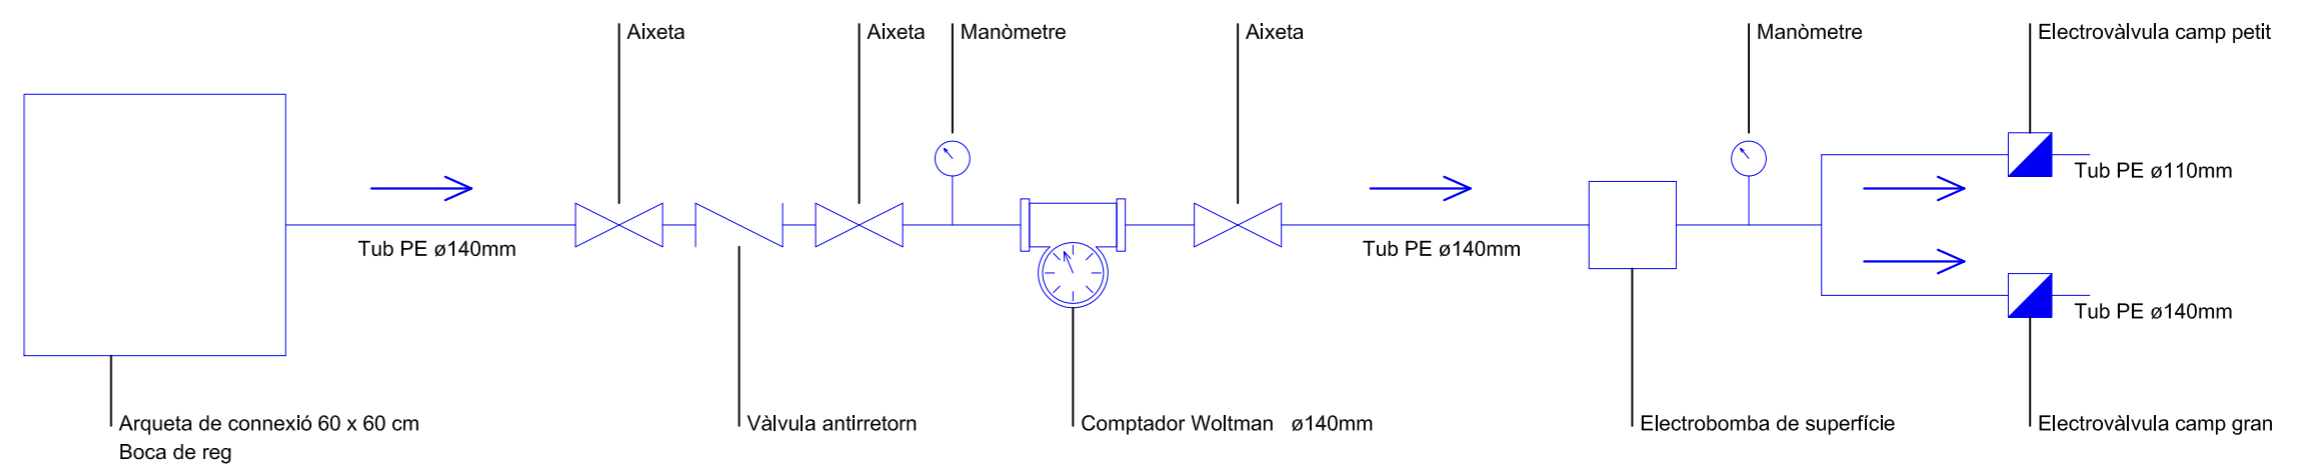 Aixeta
Aixeta
Manòmetre
Aixeta
Manòmetre
Electrovàlvula camp petit
Tub PE ø110mm
Tub PE ø140mm
Tub PE ø140mm
Tub PE ø140mm
Arqueta de connexió 60 x 60 cm
Boca de reg
Vàlvula antirretorn
Comptador Woltman ø140mm
Electrobomba de superfície
Electrovàlvula camp gran